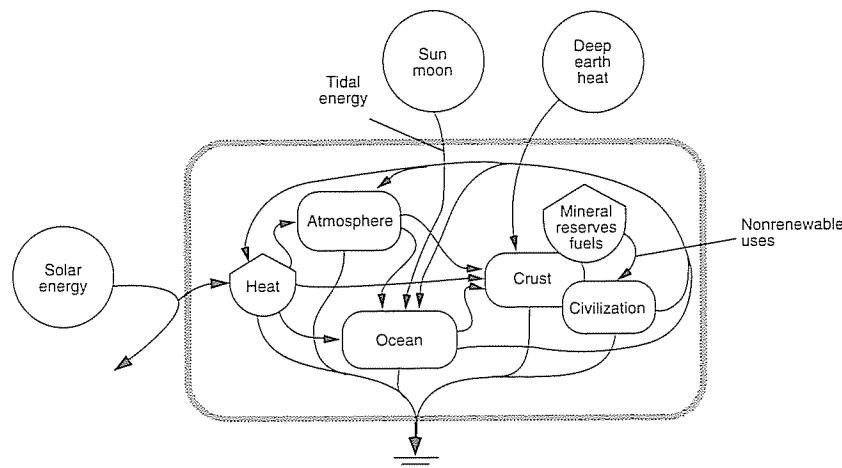 Sun
moon
Deep
earth
heat
Tidal
energy
Atmosphere
Mineral
reserves
fuels
Nonrenewable
uses
Solar
energy
Heat
Crust
Civilization
Ocean